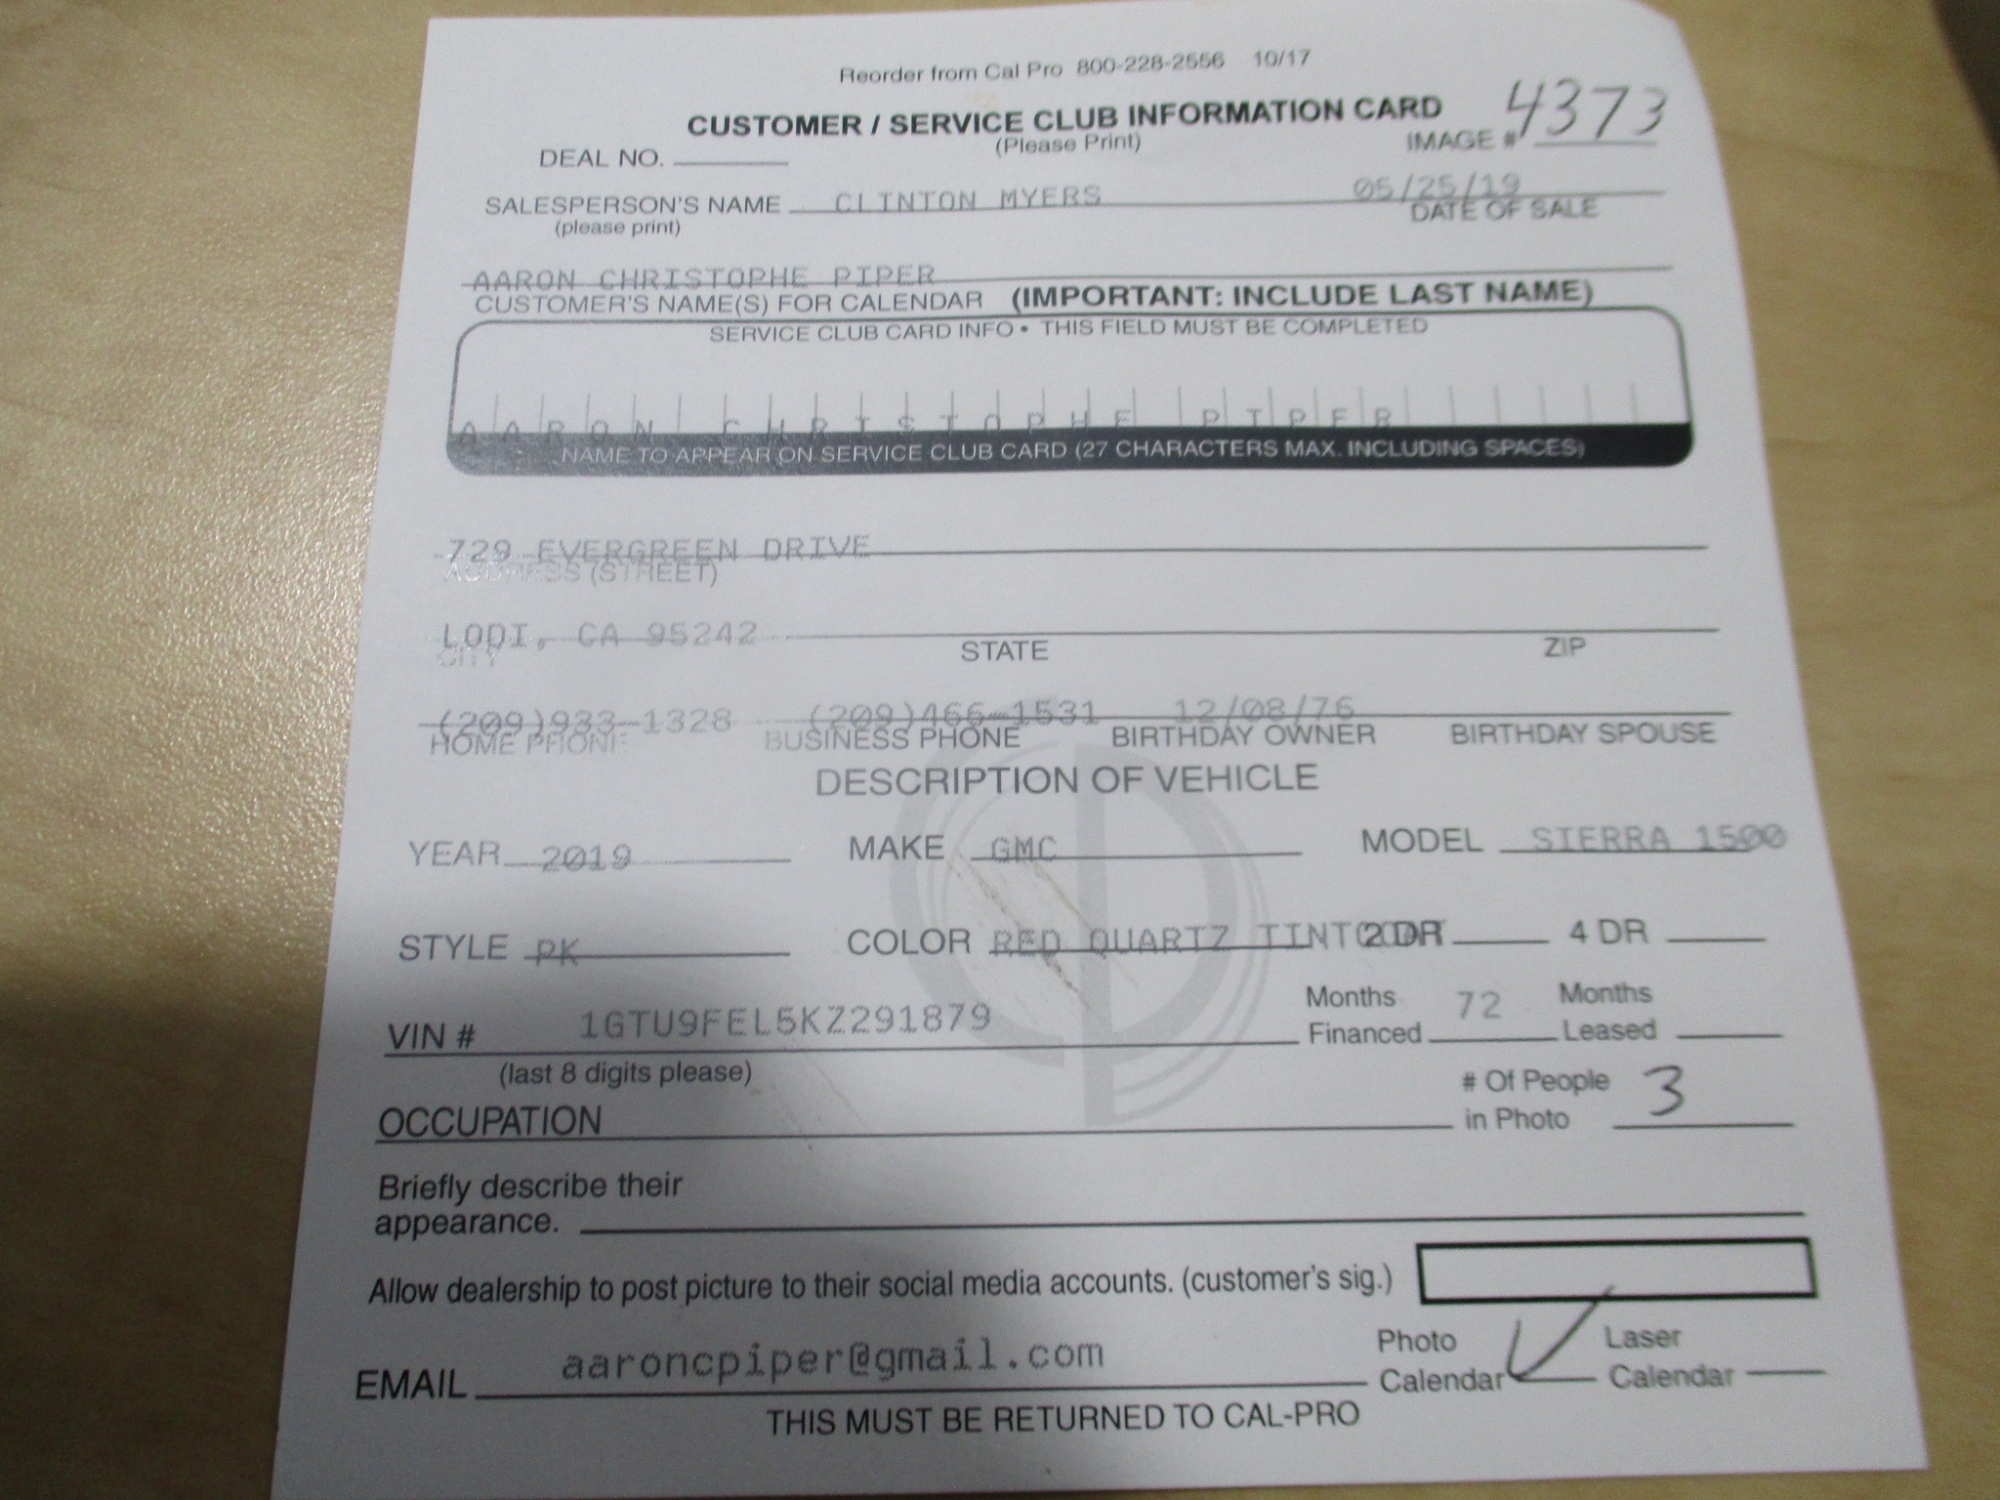 Reorder from Cal Pro 800-228-2556 10/17
CUSTOMER / SERVICE CLUB INFORMATION CARD
(Please Print)
IMAGE # 4373
DEAL NO.
SALESPERSON'S NAME CLINTON MYERS 05/25/19
(please print) DATE OF SALE
AARON CHRISTOPHE PIPER
CUSTOMER'S NAME(S) FOR CALENDAR (IMPORTANT: INCLUDE LAST NAME)
SERVICE CLUB CARD INFO • THIS FIELD MUST BE COMPLETED
AARON CHRISTOPHE PIPER
NAME TO APPEAR ON SERVICE CLUB CARD (27 CHARACTERS MAX. INCLUDING SPACES)
729 EVERGREEN DRIVE
ADDRESS (STREET)
LODI, CA 95242
CITY STATE ZIP
(209)933-1328 (209)466-1531 12/08/76
HOME PHONE BUSINESS PHONE BIRTHDAY OWNER BIRTHDAY SPOUSE
DESCRIPTION OF VEHICLE
YEAR 2019 MAKE GMC MODEL SIERRA 1500
STYLE PK COLOR RED QUARTZ TINTCO 2 DR 4 DR
VIN # 1GTU9FEL5KZ291879 Months Financed 72 Months Leased
(last 8 digits please)
OCCUPATION # Of People in Photo 3
Briefly describe their
appearance.
Allow dealership to post picture to their social media accounts. (customer's sig.)
EMAIL aaroncpiper@gmail.com Photo Calendar Laser Calendar
THIS MUST BE RETURNED TO CAL-PRO